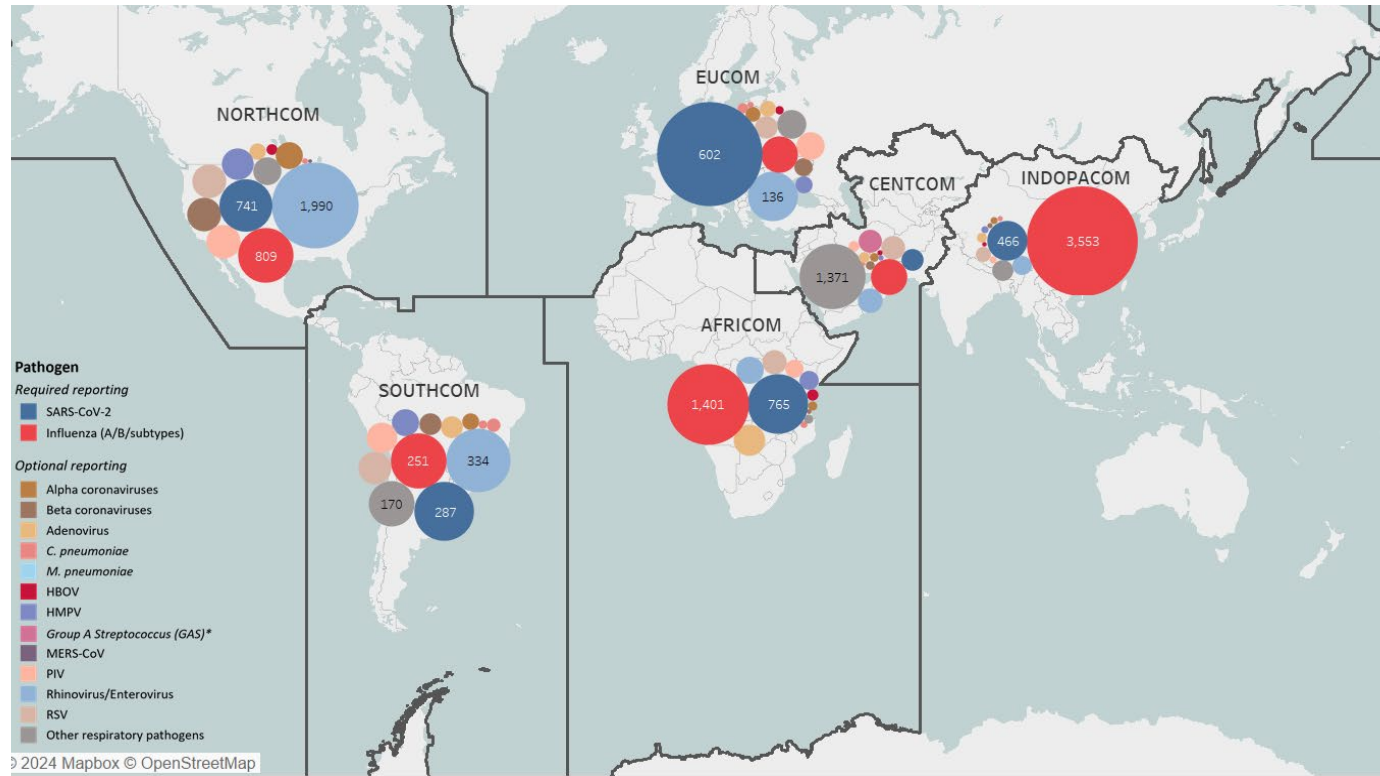 NORTHCOM
741
1,990
809
EUCOM
602
136
CENTCOM
1,371
INDOPACOM
466
3,553
AFRICOM
1,401
765
SOUTHCOM
251
334
170
287
Pathogen
Required reporting
SARS-CoV-2
Influenza (A/B/subtypes)
Optional reporting
Alpha coronaviruses
Beta coronaviruses
Adenovirus
C. pneumoniae
M. pneumoniae
HBOV
HMPV
Group A Streptococcus (GAS)*
MERS-CoV
PIV
Rhinovirus/Enterovirus
RSV
Other respiratory pathogens
© 2024 Mapbox © OpenStreetMap